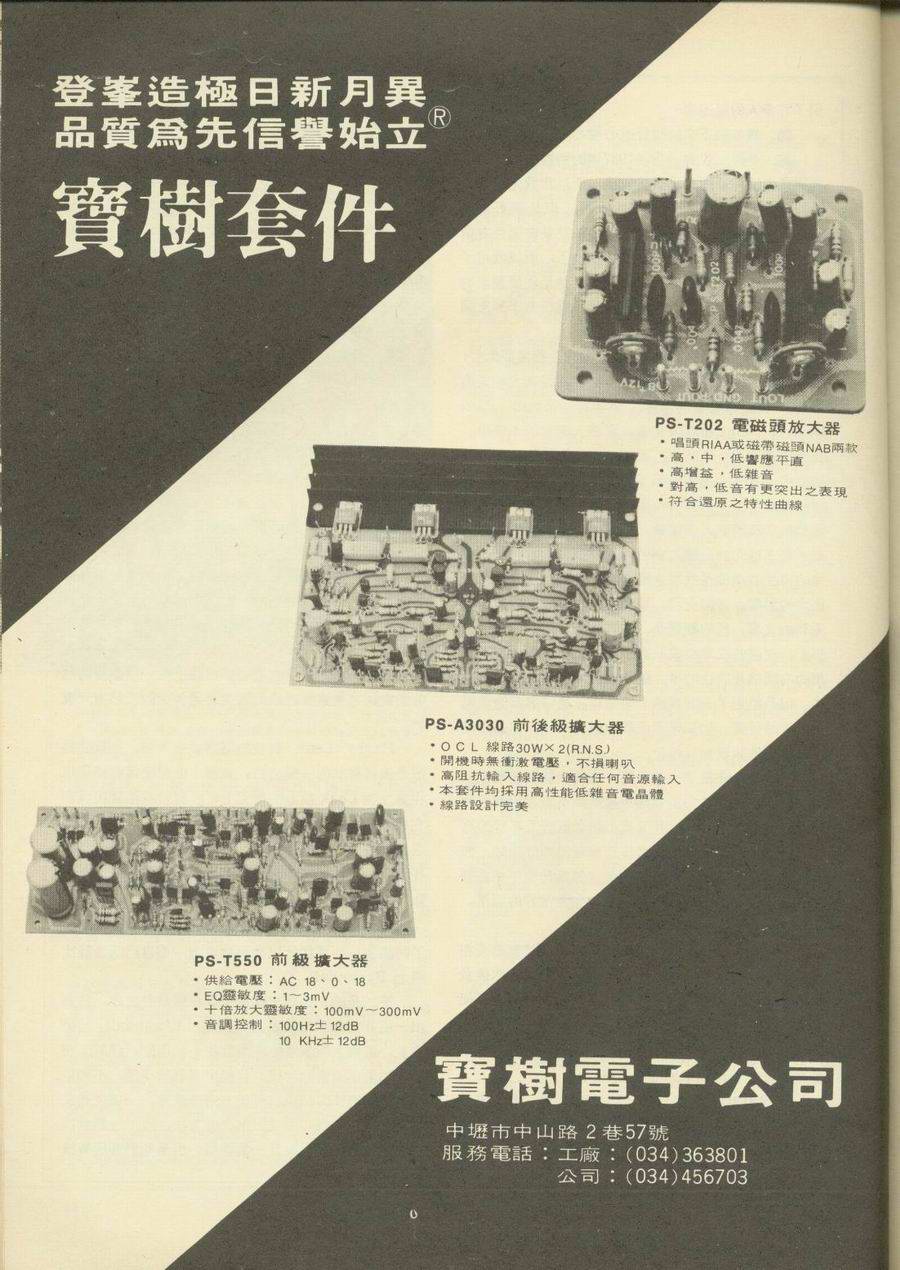 登峯造極日新月異
品質爲先信譽始立®
寶樹套件
PS-T202 電磁頭放大器
• 唱頭RIAA或磁帶磁頭NAB兩款
• 高，中，低響應平直
• 高增益，低雜音
• 對高，低音有更突出之表現
• 符合還原之特性曲線
PS-A3030 前後級擴大器
• O C L 線路30W×2(R.N.S.)
• 開機時無衝激電壓，不損喇叭
• 高阻抗輸入線路，適合任何音源輸入
• 本套件均採用高性能低雜音電晶體
• 線路設計完美
PS-T550 前級擴大器
• 供給電壓：AC 18、0、18
• EQ靈敏度：1～3mV
• 十倍放大靈敏度：100mV～300mV
• 音調控制：100Hz±12dB
10 KHz±12dB
寶樹電子公司
中壢市中山路2巷57號
服務電話：工廠：(034)363801
公司：(034)456703